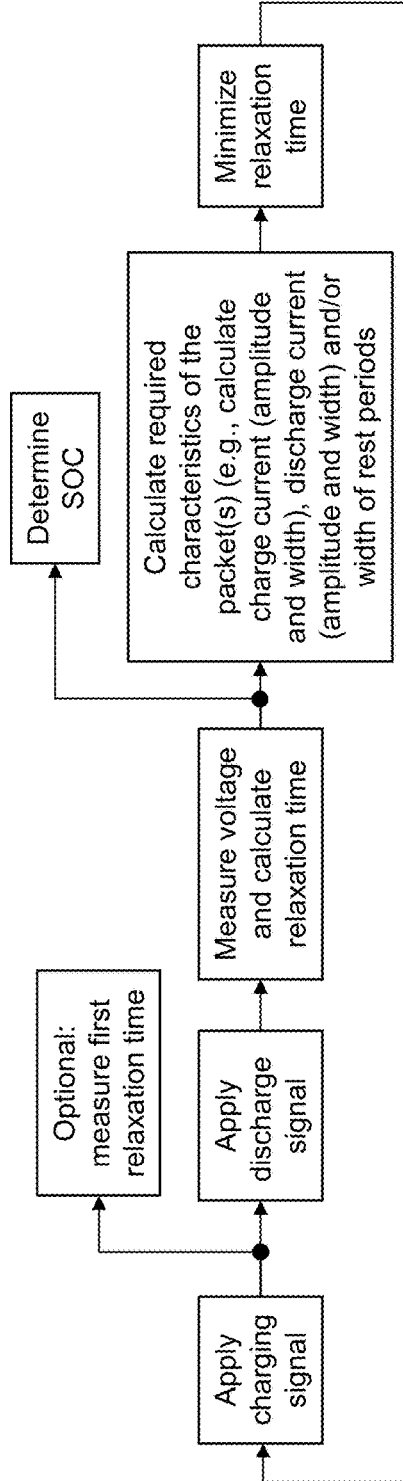 Apply
charging
signal
Optional:
measure first
relaxation time
Apply
discharge
signal
Measure voltage
and calculate
relaxation time
Determine
SOC
Calculate required
characteristics of the
packet(s) (e.g., calculate
charge current (amplitude
and width), discharge current
(amplitude and width) and/or
width of rest periods
Minimize
relaxation
time